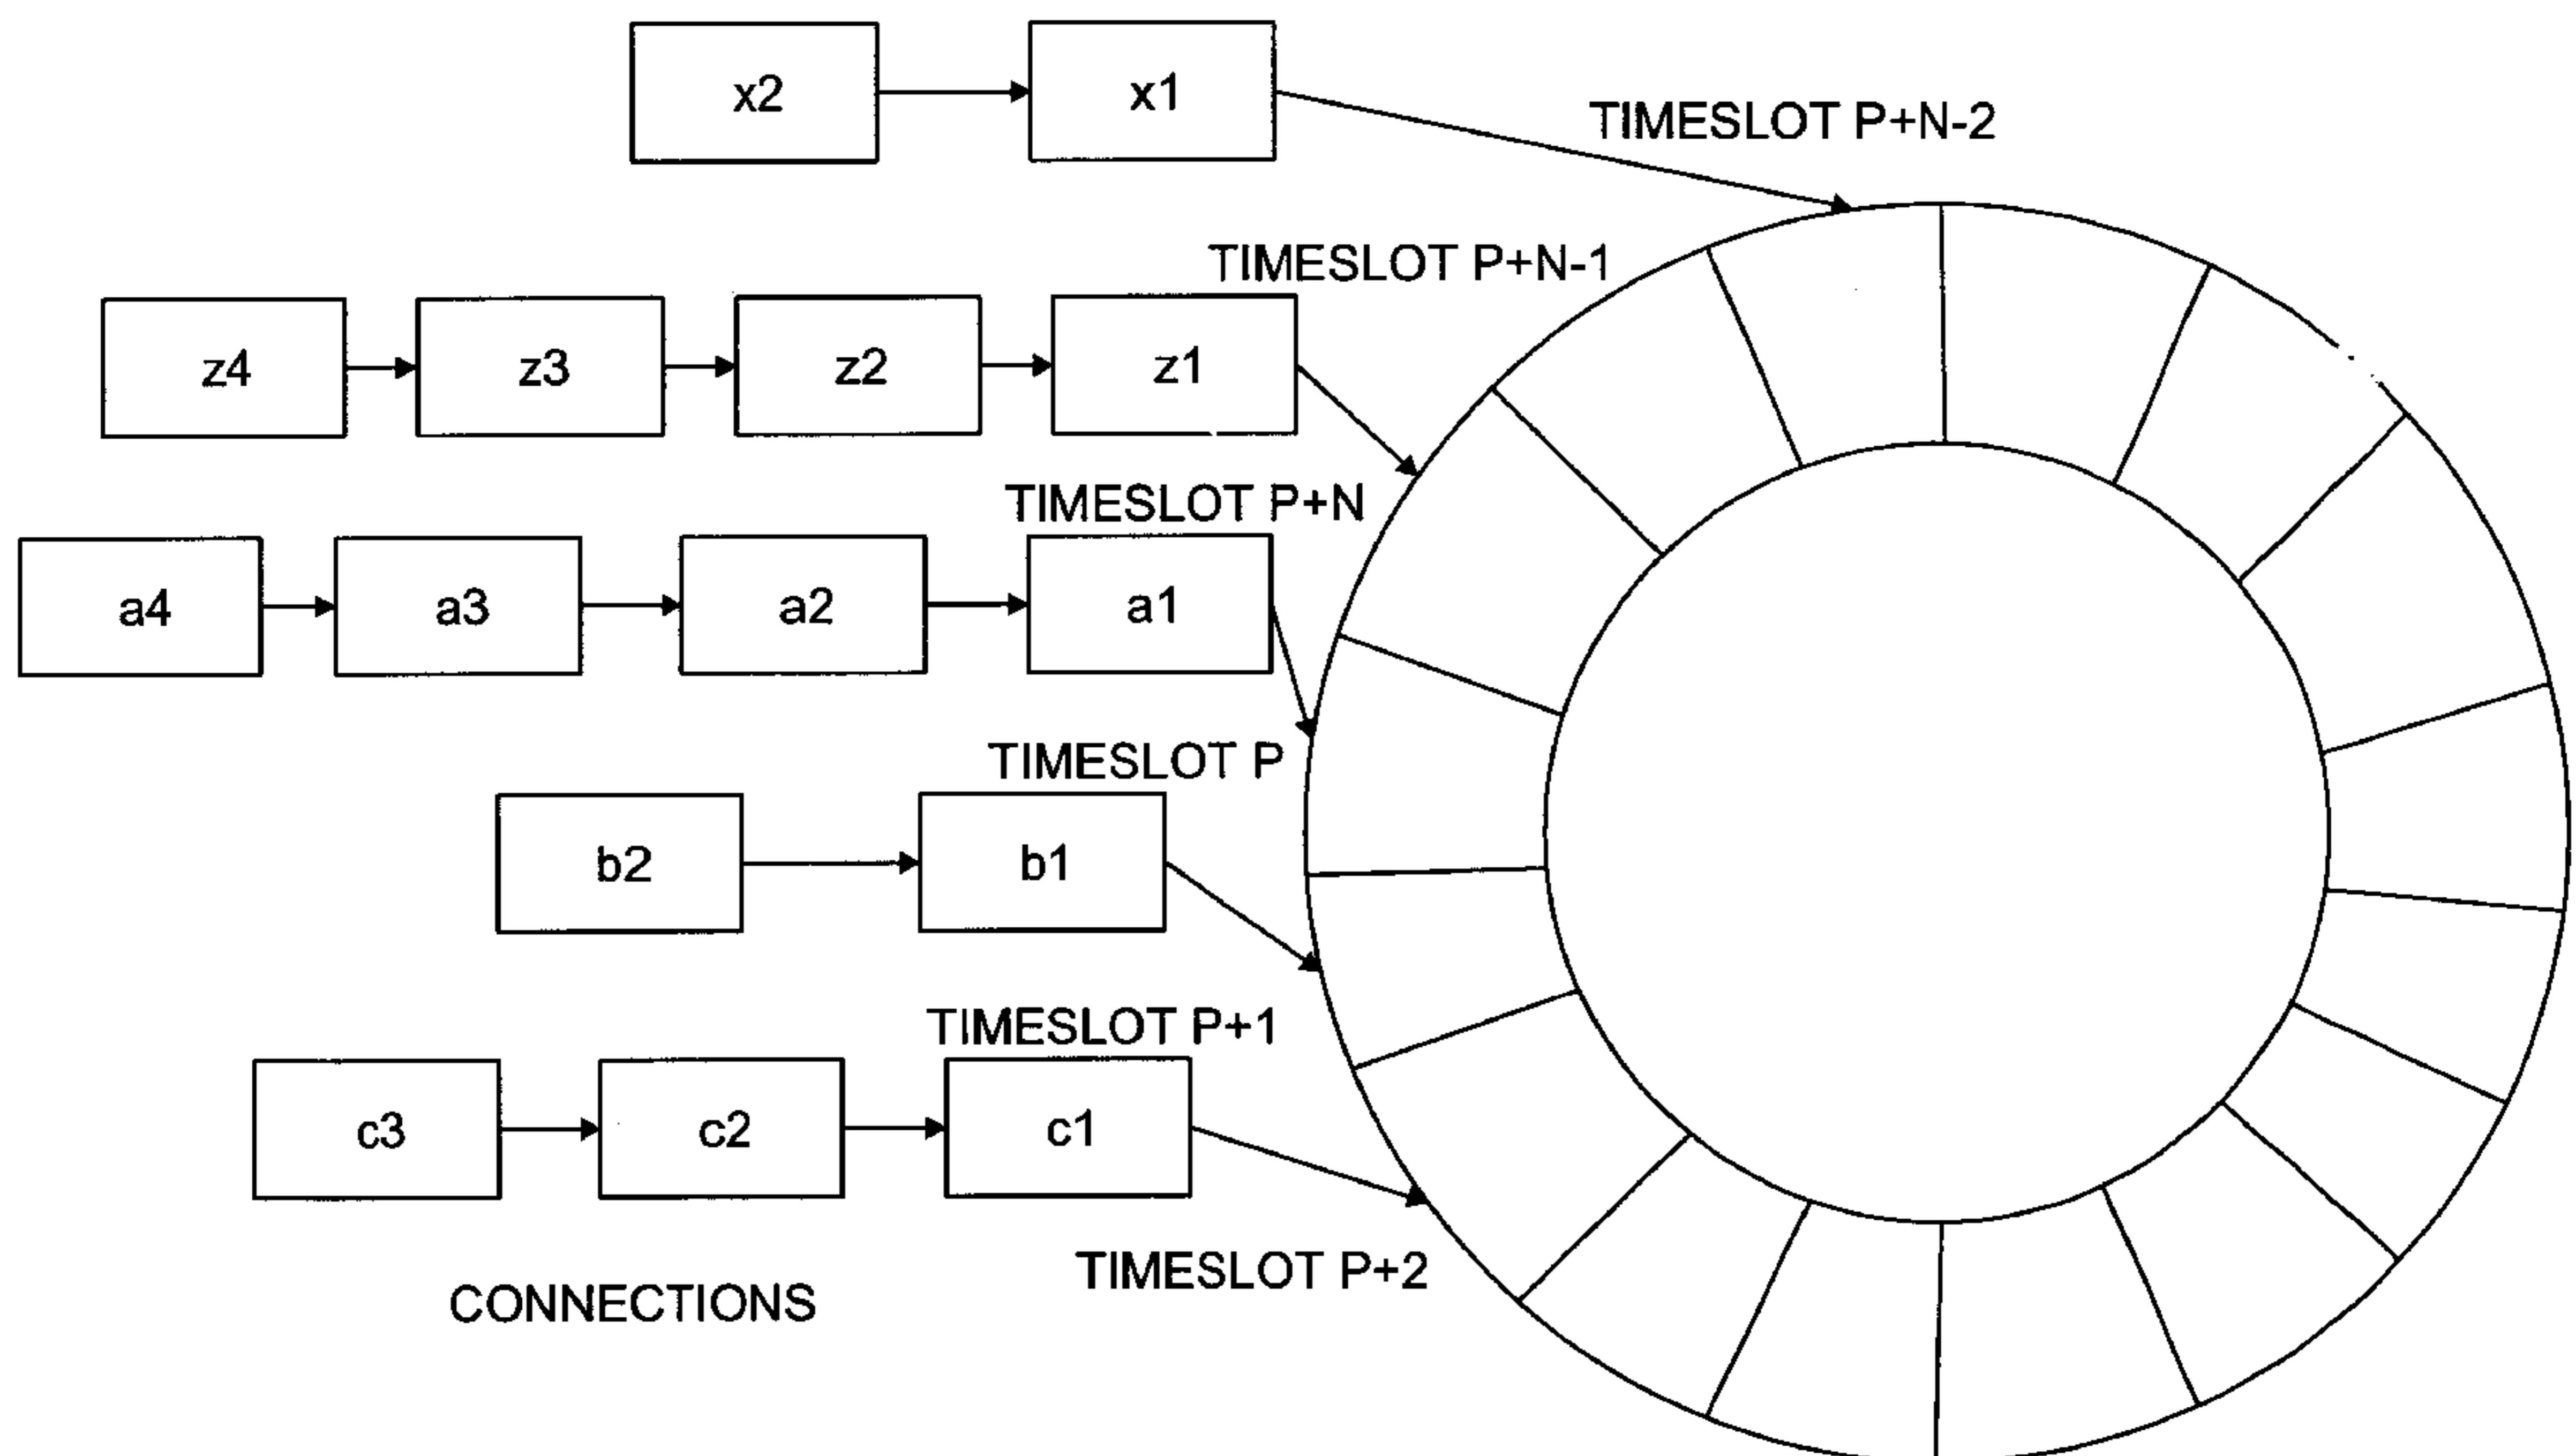 x2 x1
TIMESLOT P+N-2
TIMESLOT P+N-1
z4 z3 z2 z1
TIMESLOT P+N
a4 a3 a2 a1
TIMESLOT P
b2 b1
TIMESLOT P+1
c3 c2 c1
TIMESLOT P+2
CONNECTIONS